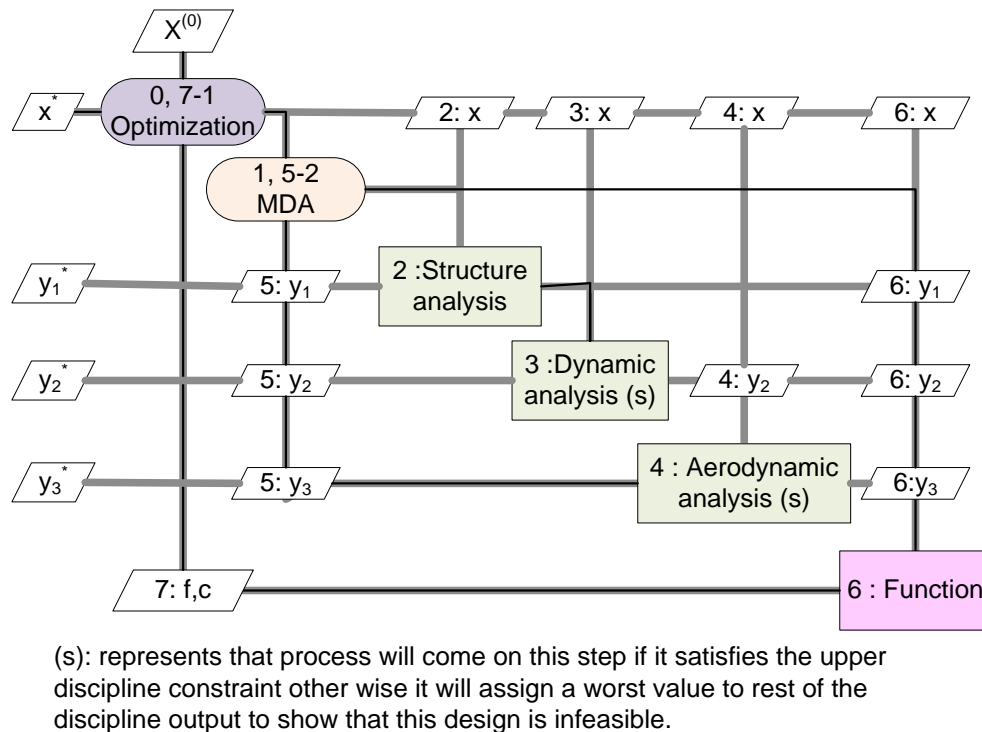 X(0)
x*
0, 7-1
Optimization
2: x
3: x
4: x
6: x
1, 5-2
MDA
y1*
5: y1
2 :Structure
analysis
6: y1
y2*
5: y2
3 :Dynamic
analysis (s)
4: y2
6: y2
y3*
5: y3
4 : Aerodynamic
analysis (s)
6:y3
7: f,c
6 : Function
(s): represents that process will come on this step if it satisfies the upper
discipline constraint other wise it will assign a worst value to rest of the
discipline output to show that this design is infeasible.